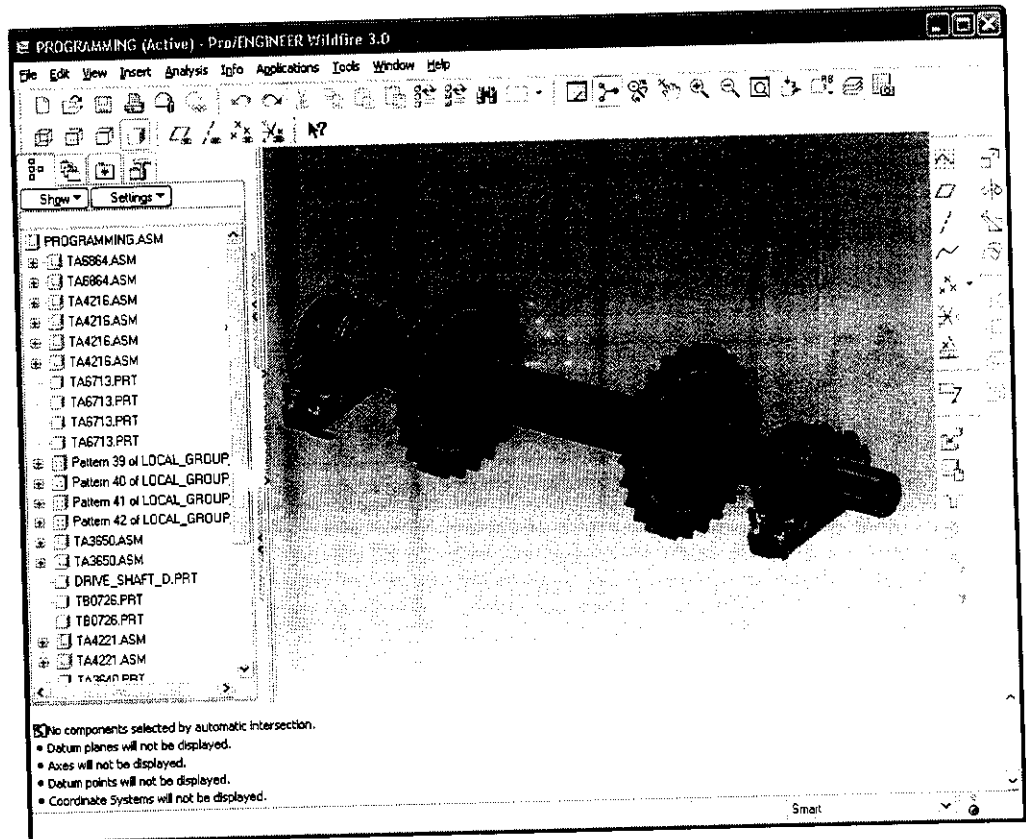 PROGRAMMING (Active) - Pro/ENGINEER Wildfire 3.0
File Edit View Insert Analysis Info Applications Tools Window Help
Show Settings
PROGRAMMING.ASM
TA6864.ASM
TA6864.ASM
TA4216.ASM
TA4216.ASM
TA4216.ASM
TA4216.ASM
TA6713.PRT
TA6713.PRT
TA6713.PRT
TA6713.PRT
Pattern 39 of LOCAL_GROUP
Pattern 40 of LOCAL_GROUP
Pattern 41 of LOCAL_GROUP
Pattern 42 of LOCAL_GROUP
TA3650.ASM
TA3650.ASM
DRIVE_SHAFT_D.PRT
TB0726.PRT
TB0726.PRT
TA4221.ASM
TA4221.ASM
TA3640.PRT
No components selected by automatic intersection.
• Datum planes will not be displayed.
• Axes will not be displayed.
• Datum points will not be displayed.
• Coordinate Systems will not be displayed.
Smart